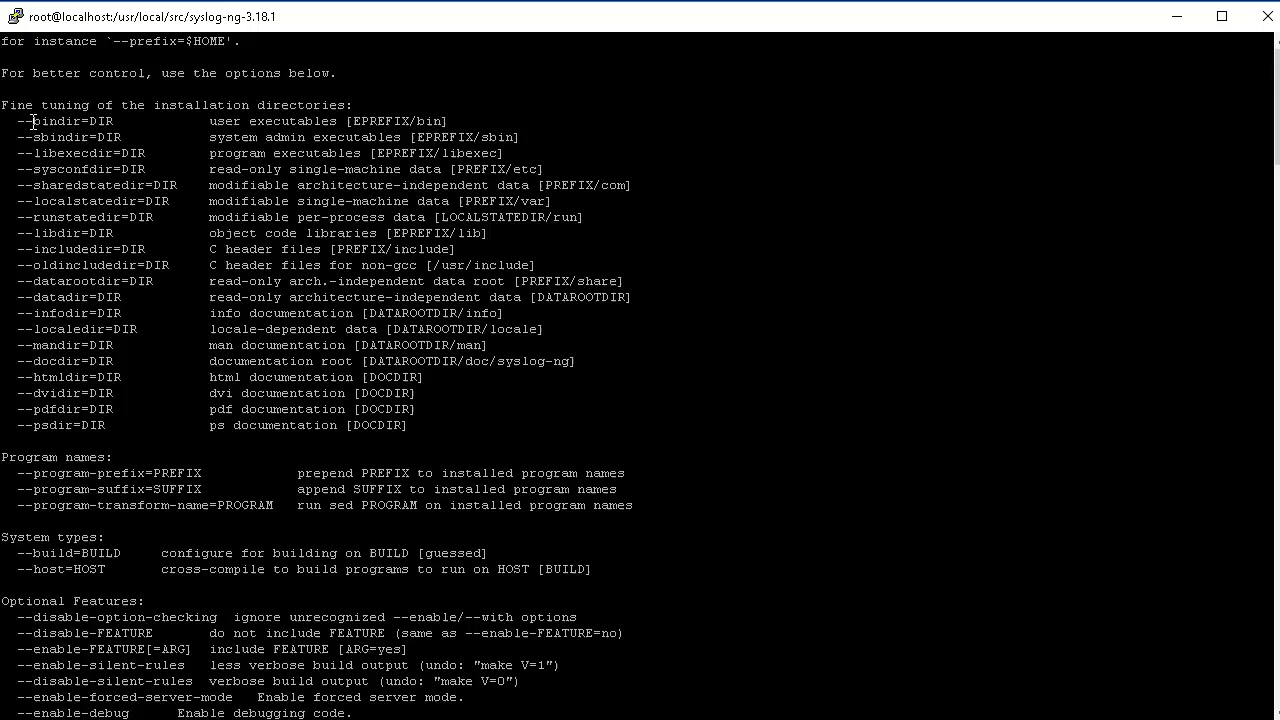 root@localhost:/usr/local/src/syslog-ng-3.18.1
for instance `--prefix=$HOME'.
For better control, use the options below.
Fine tuning of the installation directories:
--bindir=DIR            user executables [EPREFIX/bin]
--sbindir=DIR           system admin executables [EPREFIX/sbin]
--libexecdir=DIR        program executables [EPREFIX/libexec]
--sysconfdir=DIR        read-only single-machine data [PREFIX/etc]
--sharedstatedir=DIR    modifiable architecture-independent data [PREFIX/com]
--localstatedir=DIR     modifiable single-machine data [PREFIX/var]
--runstatedir=DIR       modifiable per-process data [LOCALSTATEDIR/run]
--libdir=DIR            object code libraries [EPREFIX/lib]
--includedir=DIR        C header files [PREFIX/include]
--oldincludedir=DIR     C header files for non-gcc [/usr/include]
--datarootdir=DIR       read-only arch.-independent data root [PREFIX/share]
--datadir=DIR           read-only architecture-independent data [DATAROOTDIR]
--infodir=DIR           info documentation [DATAROOTDIR/info]
--localedir=DIR         locale-dependent data [DATAROOTDIR/locale]
--mandir=DIR            man documentation [DATAROOTDIR/man]
--docdir=DIR            documentation root [DATAROOTDIR/doc/syslog-ng]
--htmldir=DIR           html documentation [DOCDIR]
--dvidir=DIR            dvi documentation [DOCDIR]
--pdfdir=DIR            pdf documentation [DOCDIR]
--psdir=DIR             ps documentation [DOCDIR]
Program names:
--program-prefix=PREFIX            prepend PREFIX to installed program names
--program-suffix=SUFFIX            append SUFFIX to installed program names
--program-transform-name=PROGRAM   run sed PROGRAM on installed program names
System types:
--build=BUILD     configure for building on BUILD [guessed]
--host=HOST       cross-compile to build programs to run on HOST [BUILD]
Optional Features:
--disable-option-checking  ignore unrecognized --enable/--with options
--disable-FEATURE       do not include FEATURE (same as --enable-FEATURE=no)
--enable-FEATURE[=ARG]  include FEATURE [ARG=yes]
--enable-silent-rules   less verbose build output (undo: "make V=1")
--disable-silent-rules  verbose build output (undo: "make V=0")
--enable-forced-server-mode   Enable forced server mode.
--enable-debug      Enable debugging code.